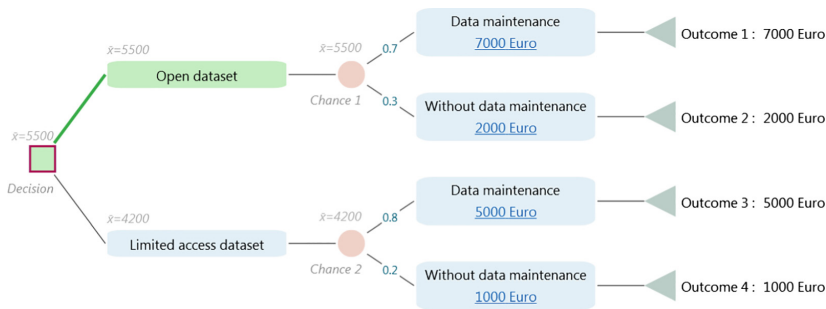 x̄=5500
Decision
x̄=5500
Open dataset
x̄=5500
Chance 1
0.7
Data maintenance
7000 Euro
Outcome 1 : 7000 Euro
0.3
Without data maintenance
2000 Euro
Outcome 2 : 2000 Euro
x̄=4200
Limited access dataset
x̄=4200
Chance 2
0.8
Data maintenance
5000 Euro
Outcome 3 : 5000 Euro
0.2
Without data maintenance
1000 Euro
Outcome 4 : 1000 Euro